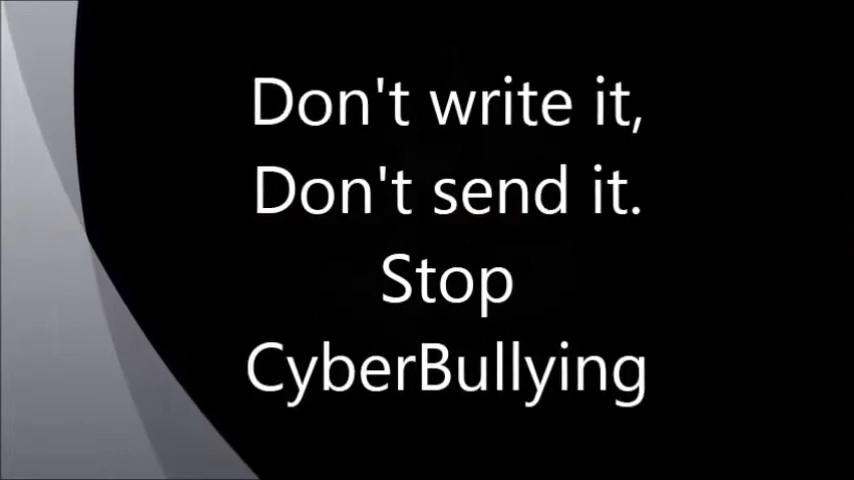 Don't write it,
Don't send it.
Stop
CyberBullying